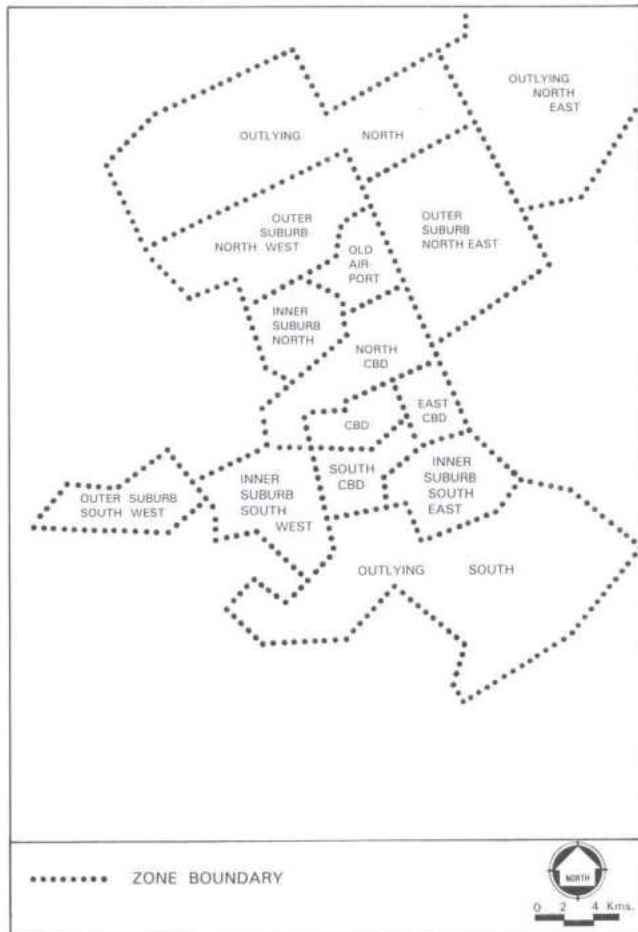 OUTLYING
NORTH
EAST
OUTLYING NORTH
OUTER
SUBURB
NORTH WEST
OUTER
SUBURB
NORTH EAST
OLD
AIR-
PORT
INNER
SUBURB
NORTH
NORTH
CBD
EAST
CBD
CBD
SOUTH
CBD
INNER
SUBURB
SOUTH
EAST
INNER
SUBURB
SOUTH
WEST
OUTER SUBURB
SOUTH WEST
OUTLYING SOUTH
ZONE BOUNDARY
NORTH
0 2 4 Kms.